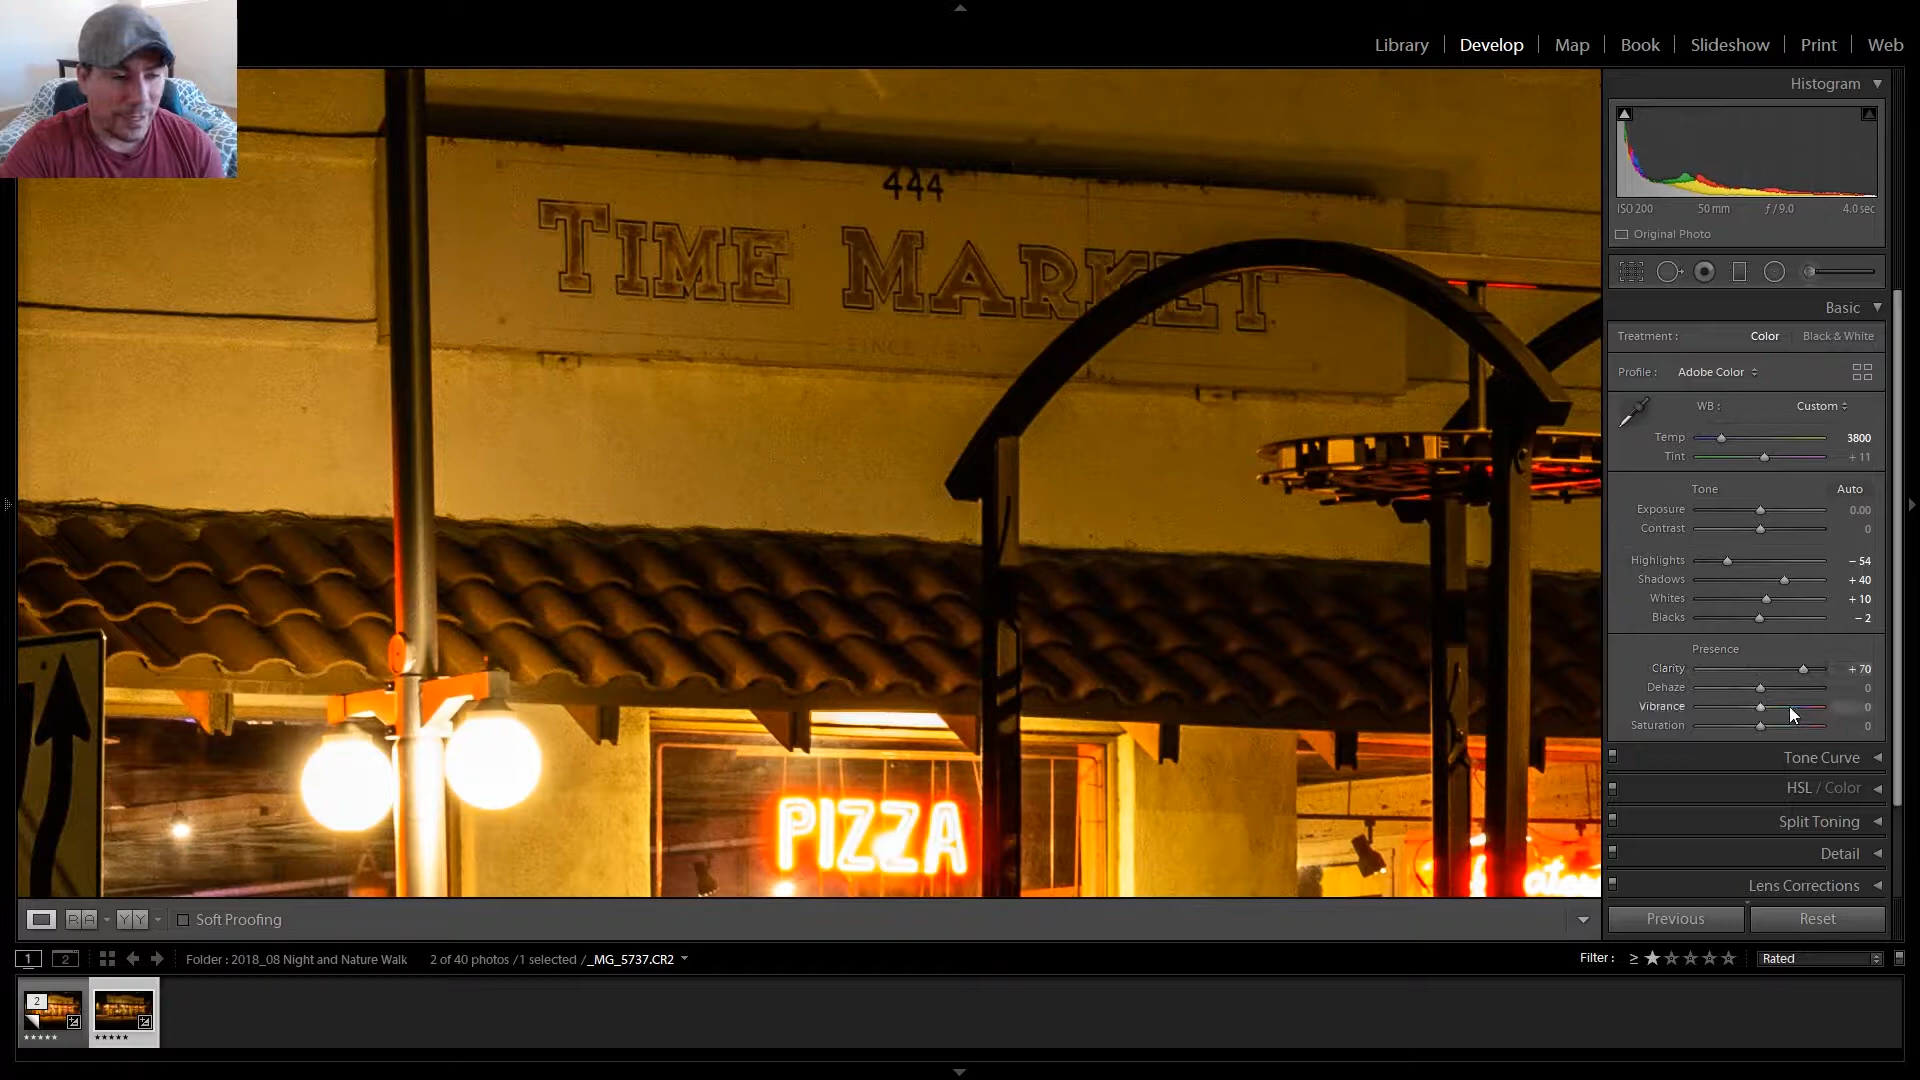 Library | Develop | Map | Book | Slideshow | Print | Web
Histogram
ISO 200 50 mm ƒ / 9.0 4.0 sec
Original Photo
Basic
Treatment : Color Black & White
Profile : Adobe Color
WB : Custom
Temp 3800
Tint + 11
Tone Auto
Exposure 0.00
Contrast 0
Highlights − 54
Shadows + 40
Whites + 10
Blacks − 2
Presence
Clarity + 70
Dehaze 0
Vibrance 0
Saturation 0
Tone Curve
HSL / Color
Split Toning
Detail
Lens Corrections
Previous Reset
444
TIME MARKET
PIZZA
R A Y Y Soft Proofing
1 2 Folder : 2018_08 Night and Nature Walk 2 of 40 photos / 1 selected / _MG_5737.CR2 Filter : ≥ ★ ★ ★ ★ ★ Rated
2
★★★★★ ★★★★★